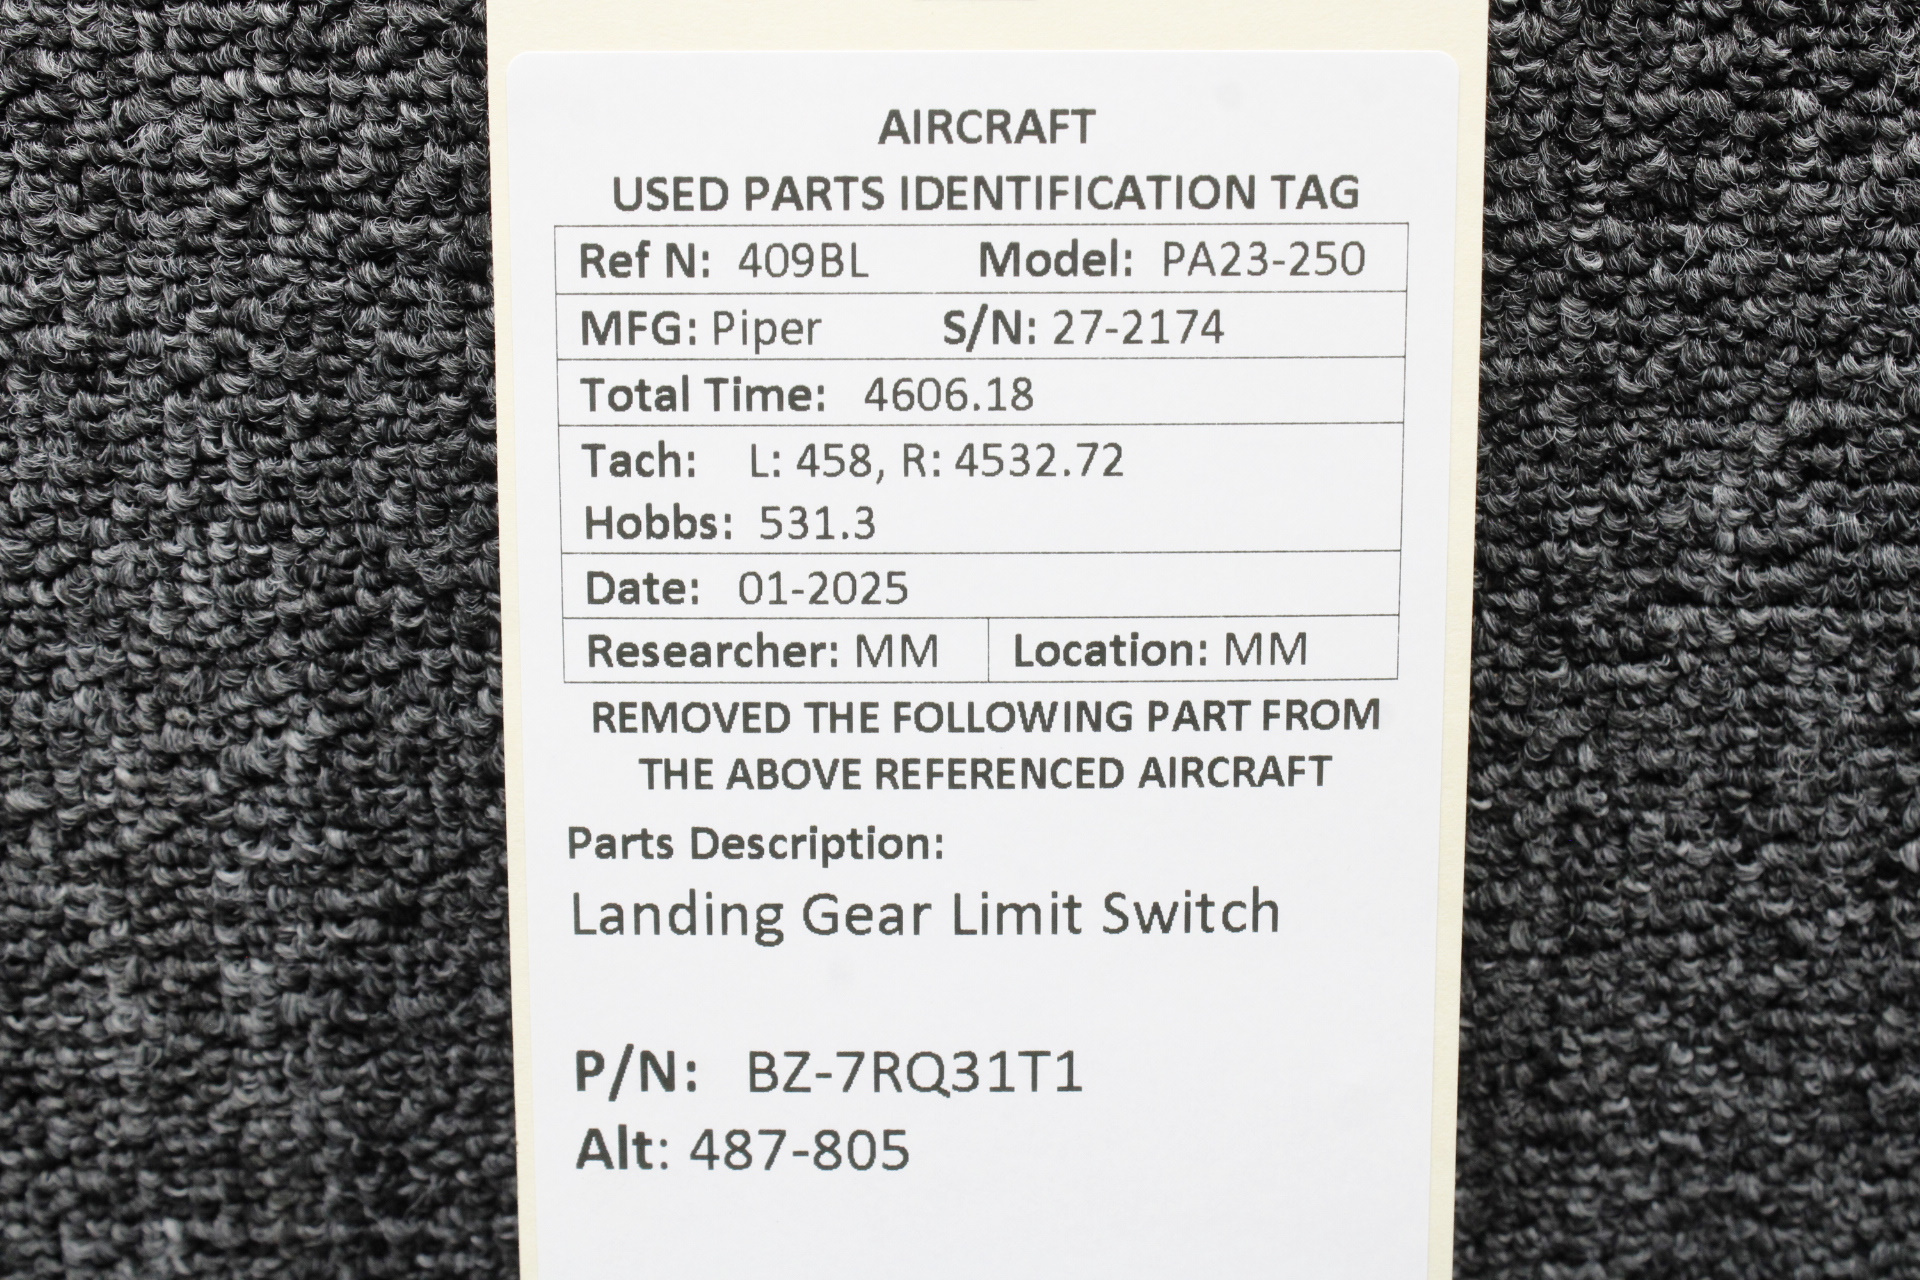 AIRCRAFT
USED PARTS IDENTIFICATION TAG
Ref N: 409BL Model: PA23-250
MFG: Piper S/N: 27-2174
Total Time: 4606.18
Tach: L: 458, R: 4532.72
Hobbs: 531.3
Date: 01-2025
Researcher: MM Location: MM
REMOVED THE FOLLOWING PART FROM
THE ABOVE REFERENCED AIRCRAFT
Parts Description:
Landing Gear Limit Switch
P/N: BZ-7RQ31T1
Alt: 487-805